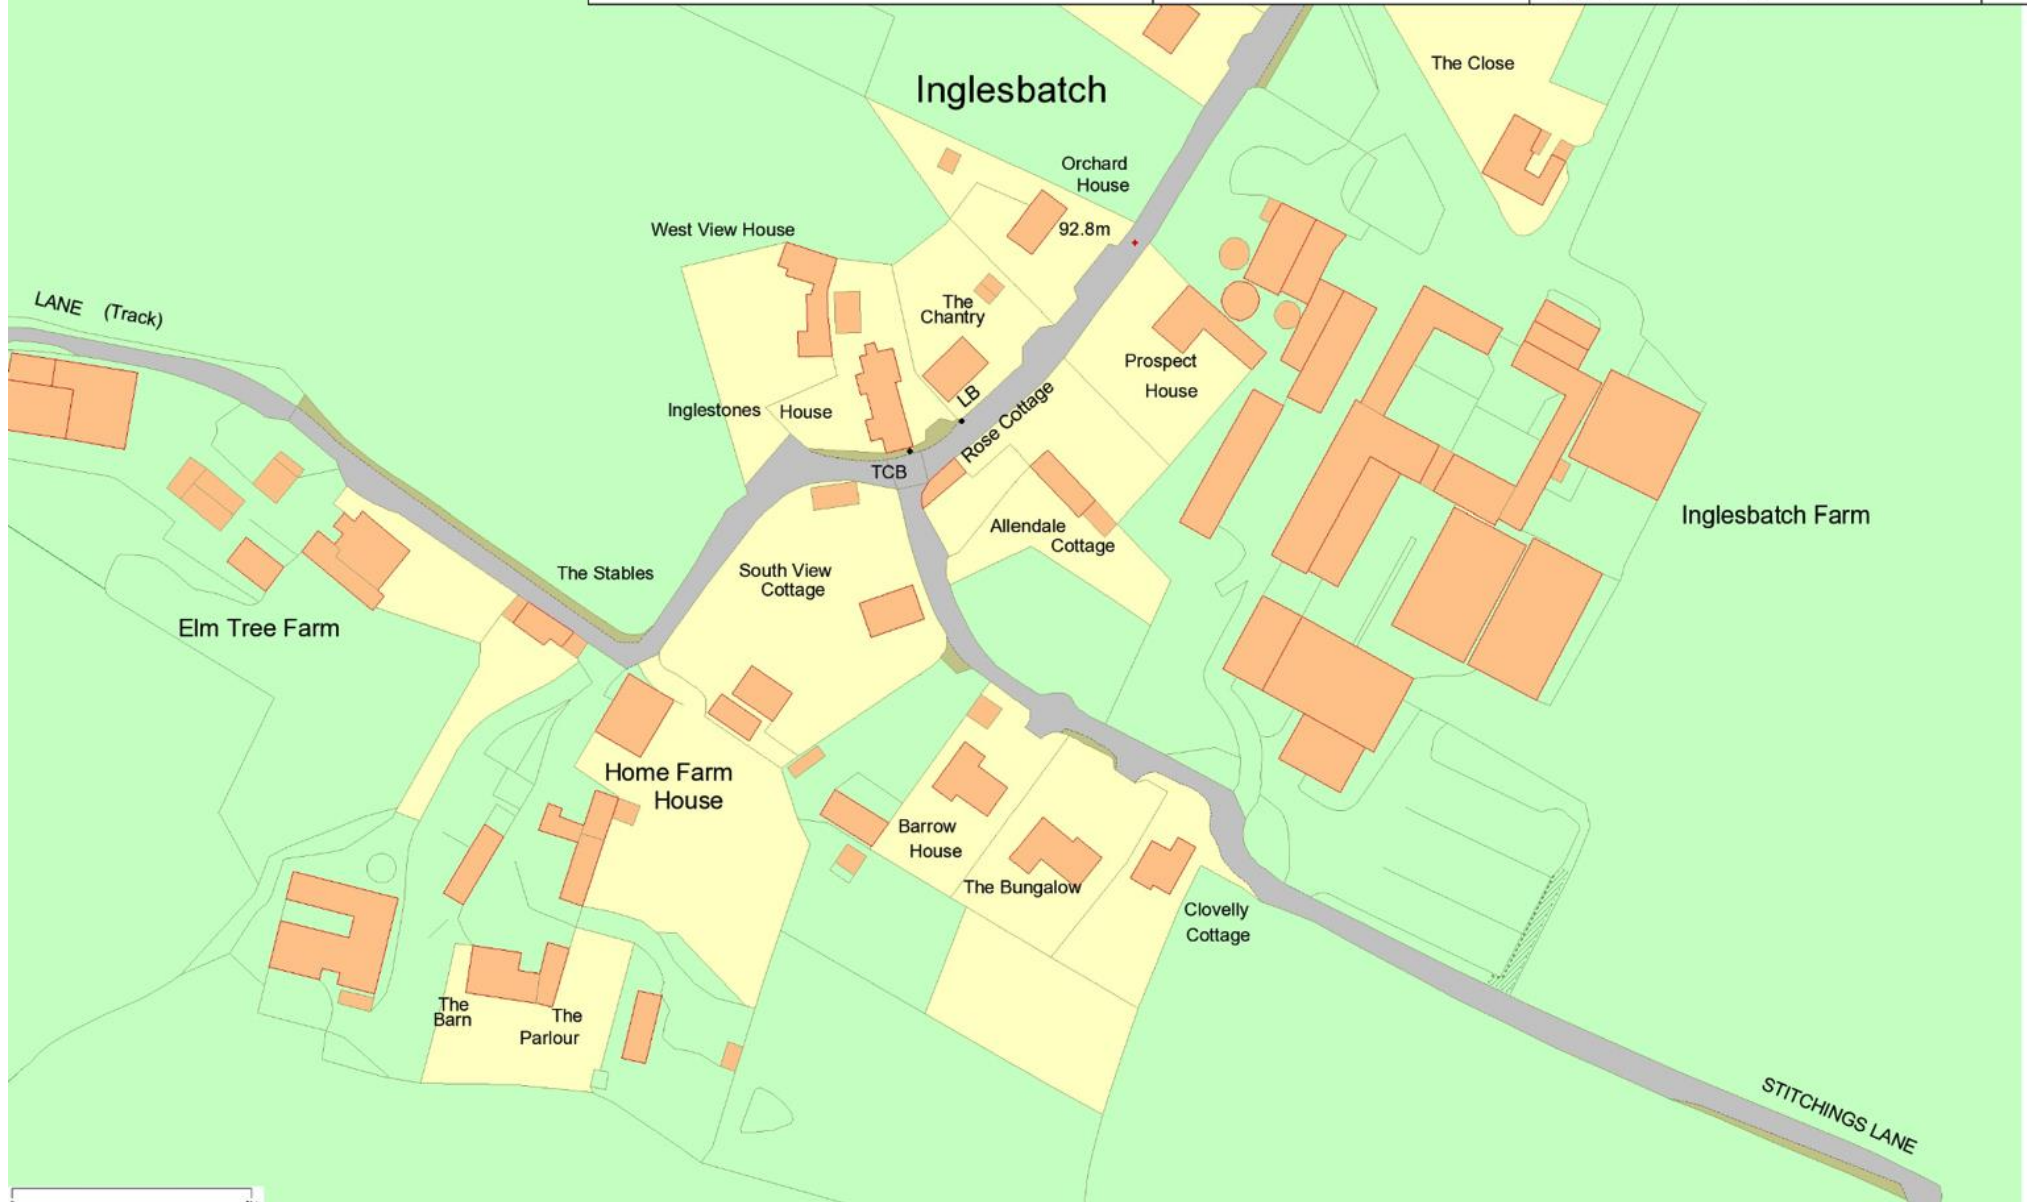 The Close
Inglesbatch
Orchard
House
92.8m
West View House
LANE (Track)
The
Chantry
Prospect
House
LB
Rose Cottage
Inglestones House
TCB
Inglesbatch Farm
Allendale
Cottage
The Stables
South View
Cottage
Elm Tree Farm
Home Farm
House
Barrow
House
The Bungalow
Clovelly
Cottage
The
Barn
The
Parlour
STITCHINGS LANE